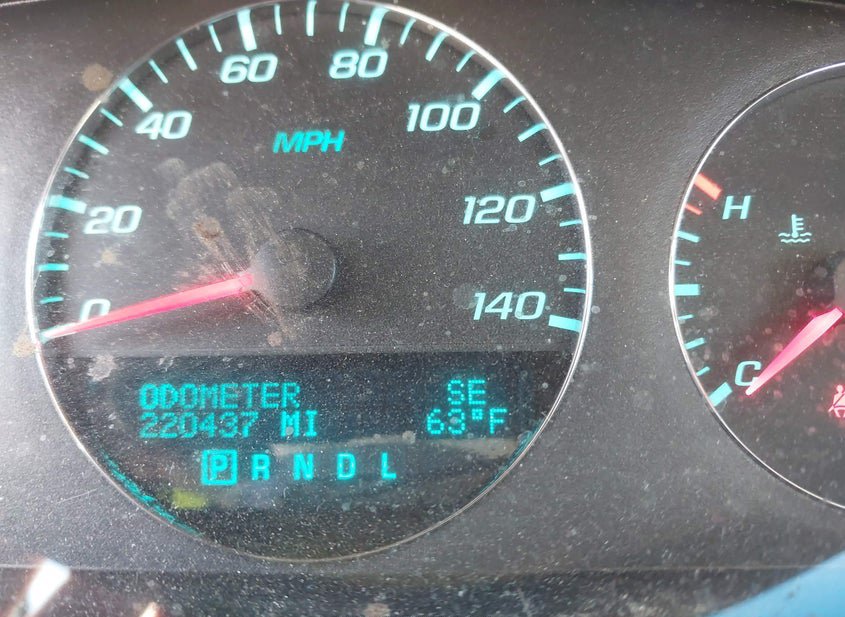 60 80
40 100
MPH
20 120
0 140
H
C
ODOMETER SE
220437 MI 63°F
P R N D L